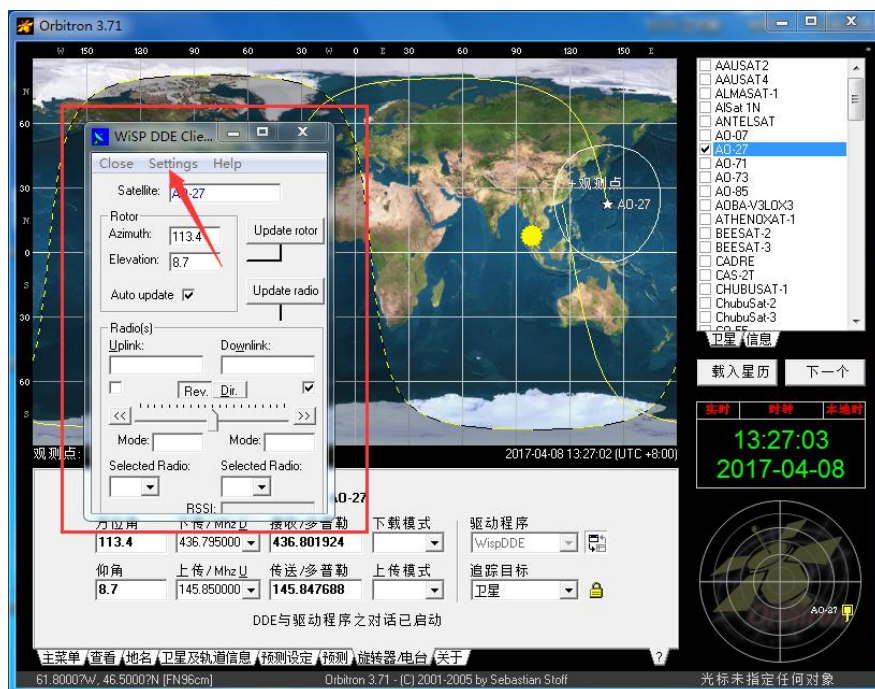 Orbitron 3.71
W 150 120 90 60 30 W 0 E 30 60 90 120 150 E
N
60
30
N
0
S
30
60
S
观测点
AO-27
WiSP DDE Clie...
Close Settings Help
Satellite: AO-27
Rotor
Azimuth: 113.4 Update rotor
Elevation: 8.7
Auto update Update radio
Radio(s)
Uplink: Downlink:
Rev. Dir.
<< >>
Mode: Mode:
Selected Radio: Selected Radio:
RSSI:
观测点: 2017-04-08 13:27:02 (UTC +8:00)
AO-27
方位角 下传/Mhz D 接收/多普勒 下载模式 驱动程序
113.4 436.795000 436.801924 WispDDE
仰角 上传/Mhz U 传送/多普勒 上传模式 追踪目标
8.7 145.850000 145.847688 卫星
DDE与驱动程序之对话已启动
主菜单 查看 地名 卫星及轨道信息 预测设定 预测 旋转器/电台 关于 ?
61.8000?W, 46.5000?N [FN96cm] Orbitron 3.71 - (C) 2001-2005 by Sebastian Stoff 光标未指定任何对象
AAUSAT2
AAUSAT4
ALMASAT-1
AISat 1N
ANTELSAT
AO-07
AO-27
AO-71
AO-73
AO-85
AOBA-V3LOX3
ATHENOXAT-1
BEESAT-2
BEESAT-3
CADRE
CAS-2T
CHUBUSAT-1
ChubuSat-2
ChubuSat-3
CO-55
卫星 信息
载入星历 下一个
实时 时钟 本地时
13:27:03
2017-04-08
AO-27